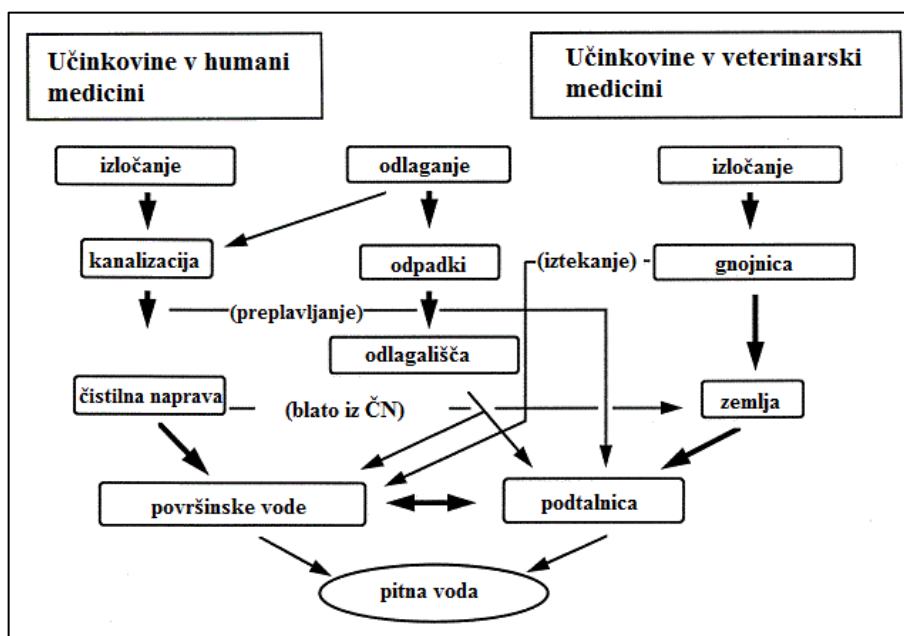 Učinkovine v humani
medicini
Učinkovine v veterinarski
medicini
izločanje
odlaganje
izločanje
kanalizacija
odpadki
(iztekanje)
gnojnica
(preplavljanje)
odlagališča
čistilna naprava
(blato iz ČN)
zemlja
površinske vode
podtalnica
pitna voda